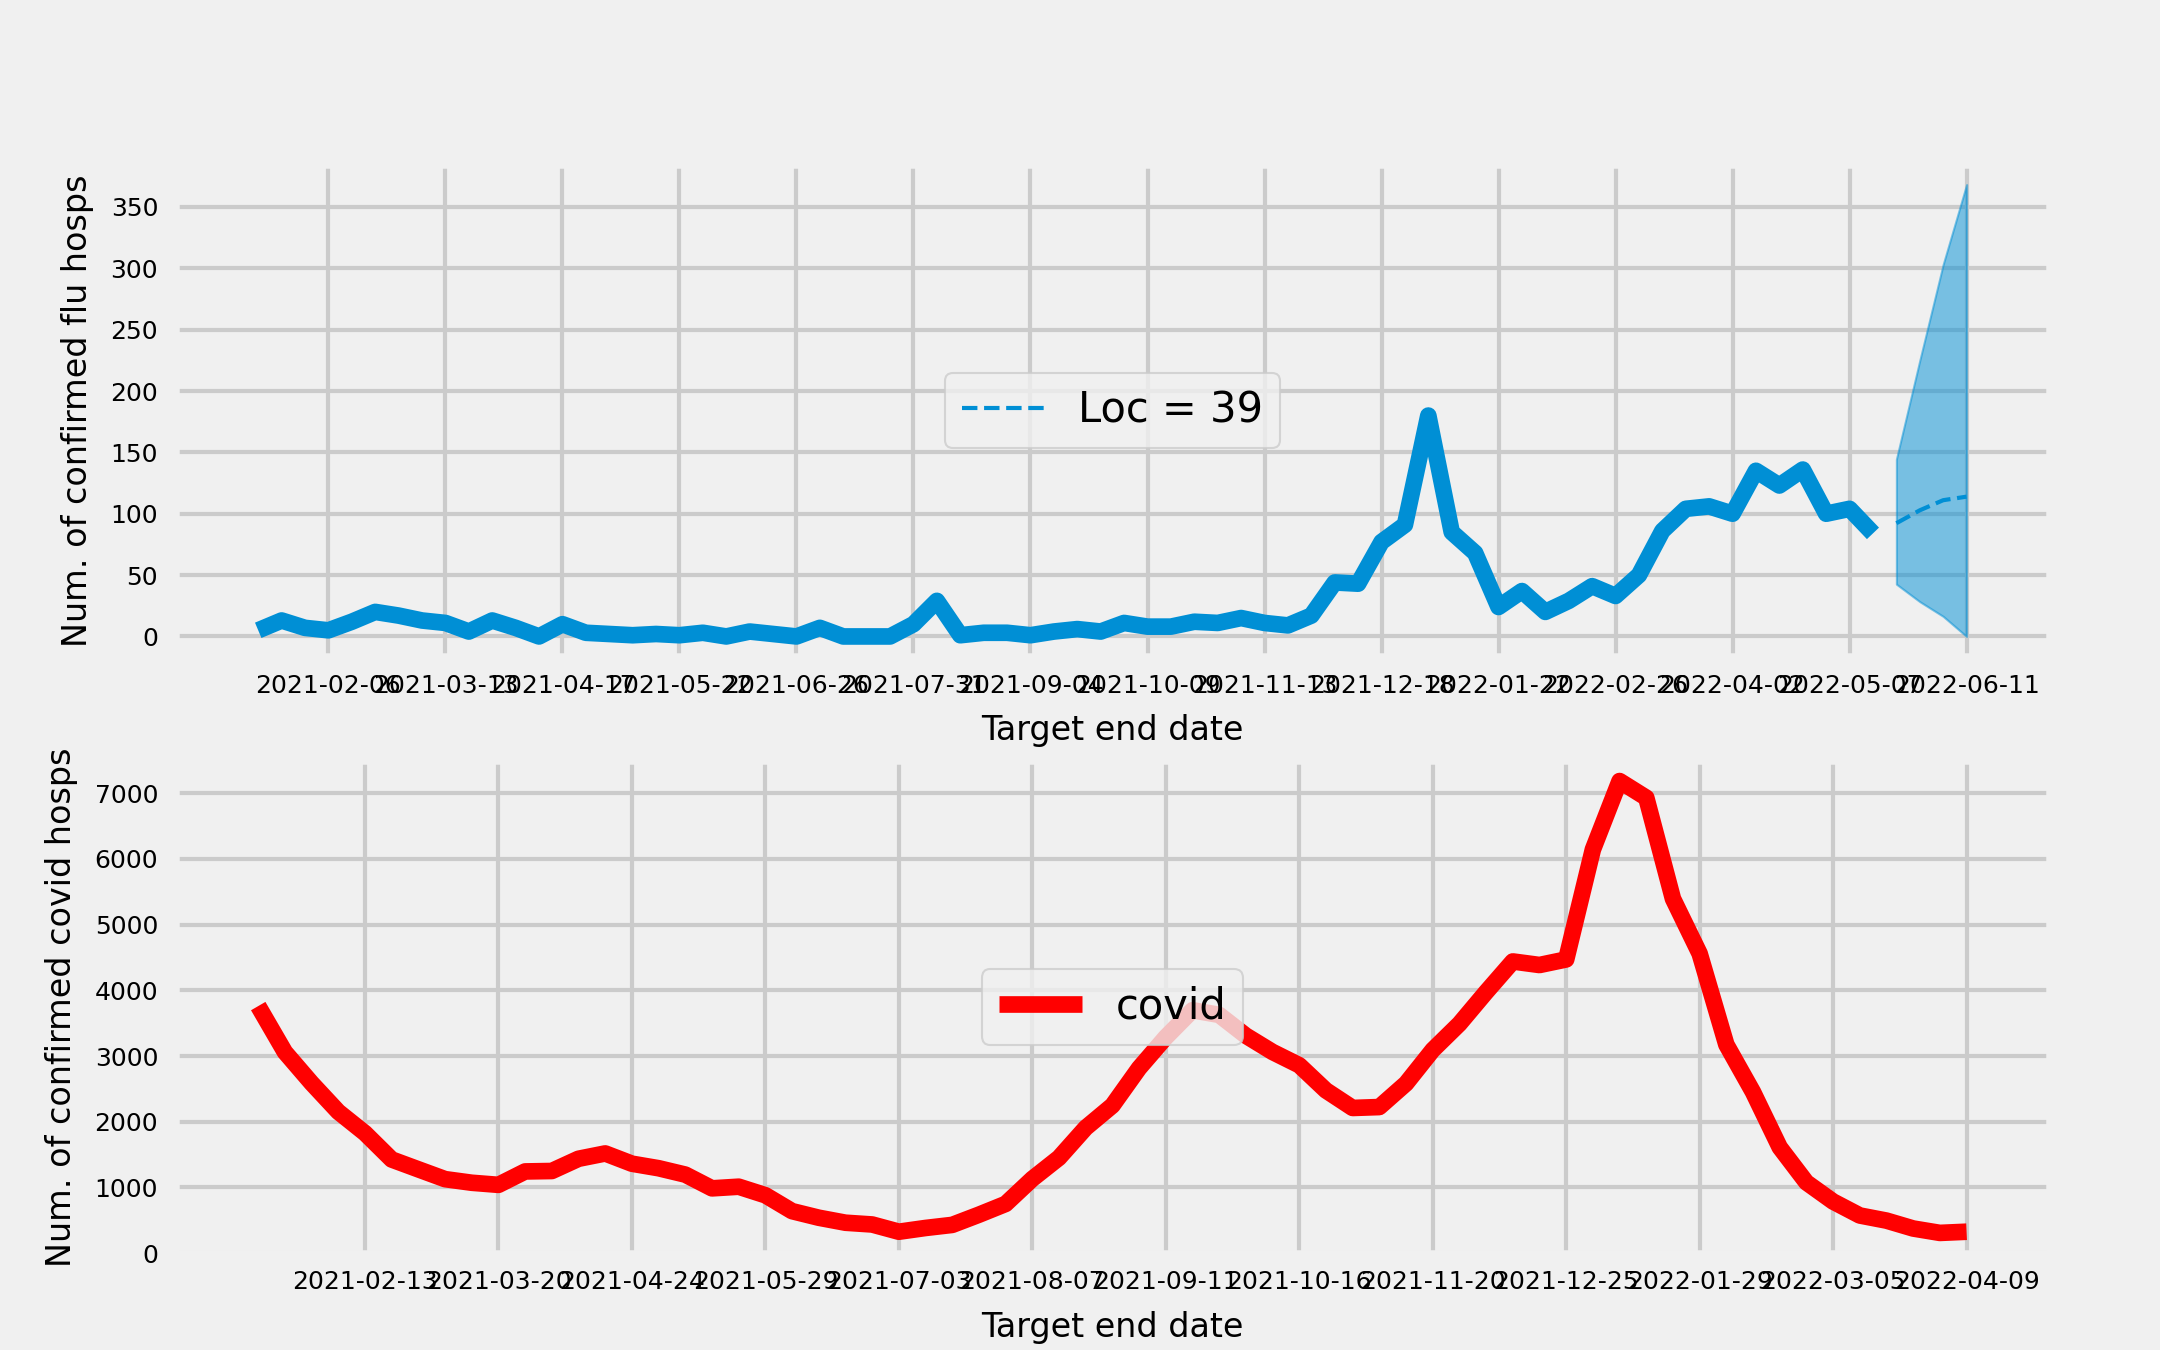 Num. of confirmed flu hosps
350
300
250
200
150
100
50
0
Loc = 39
2021-02-06 2021-03-13 2021-04-17 2021-05-22 2021-06-26 2021-07-31 2021-09-04 2021-10-09 2021-11-13 2021-12-18 2022-01-22 2022-02-26 2022-04-02 2022-05-07 2022-06-11
Target end date
Num. of confirmed covid hosps
7000
6000
5000
4000
3000
2000
1000
0
covid
2021-02-13 2021-03-20 2021-04-24 2021-05-29 2021-07-03 2021-08-07 2021-09-11 2021-10-16 2021-11-20 2021-12-25 2022-01-29 2022-03-05 2022-04-09
Target end date